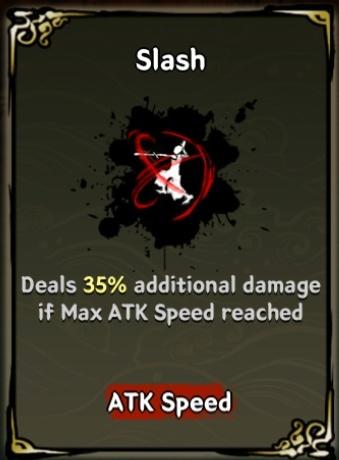 Slash
Deals 35% additional damage
if Max ATK Speed reached
ATK Speed